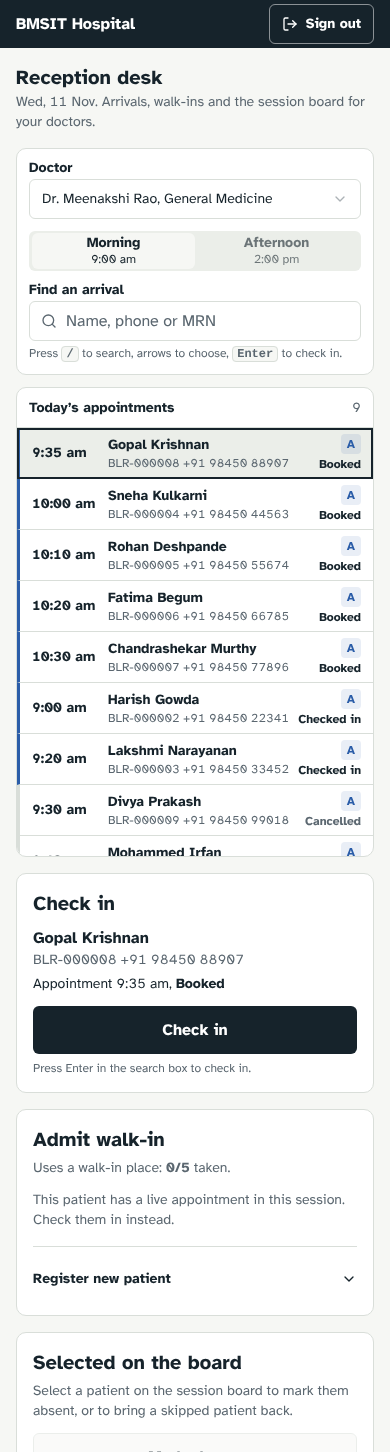 BMSIT Hospital
Sign out
Reception desk
Wed, 11 Nov. Arrivals, walk-ins and the session board for
your doctors.
Doctor
Dr. Meenakshi Rao, General Medicine
Morning
9:00 am
Afternoon
2:00 pm
Find an arrival
Name, phone or MRN
Press / to search, arrows to choose, Enter to check in.
Today's appointments 9
9:35 am Gopal Krishnan A
BLR-000008 +91 98450 88907 Booked
10:00 am Sneha Kulkarni A
BLR-000004 +91 98450 44563 Booked
10:10 am Rohan Deshpande A
BLR-000005 +91 98450 55674 Booked
10:20 am Fatima Begum A
BLR-000006 +91 98450 66785 Booked
10:30 am Chandrashekar Murthy A
BLR-000007 +91 98450 77896 Booked
9:00 am Harish Gowda A
BLR-000002 +91 98450 22341 Checked in
9:20 am Lakshmi Narayanan A
BLR-000003 +91 98450 33452 Checked in
9:30 am Divya Prakash A
BLR-000009 +91 98450 99018 Cancelled
Mohammed Irfan A
Check in
Gopal Krishnan
BLR-000008 +91 98450 88907
Appointment 9:35 am, Booked
Check in
Press Enter in the search box to check in.
Admit walk-in
Uses a walk-in place: 0/5 taken.
This patient has a live appointment in this session.
Check them in instead.
Register new patient
Selected on the board
Select a patient on the session board to mark them
absent, or to bring a skipped patient back.